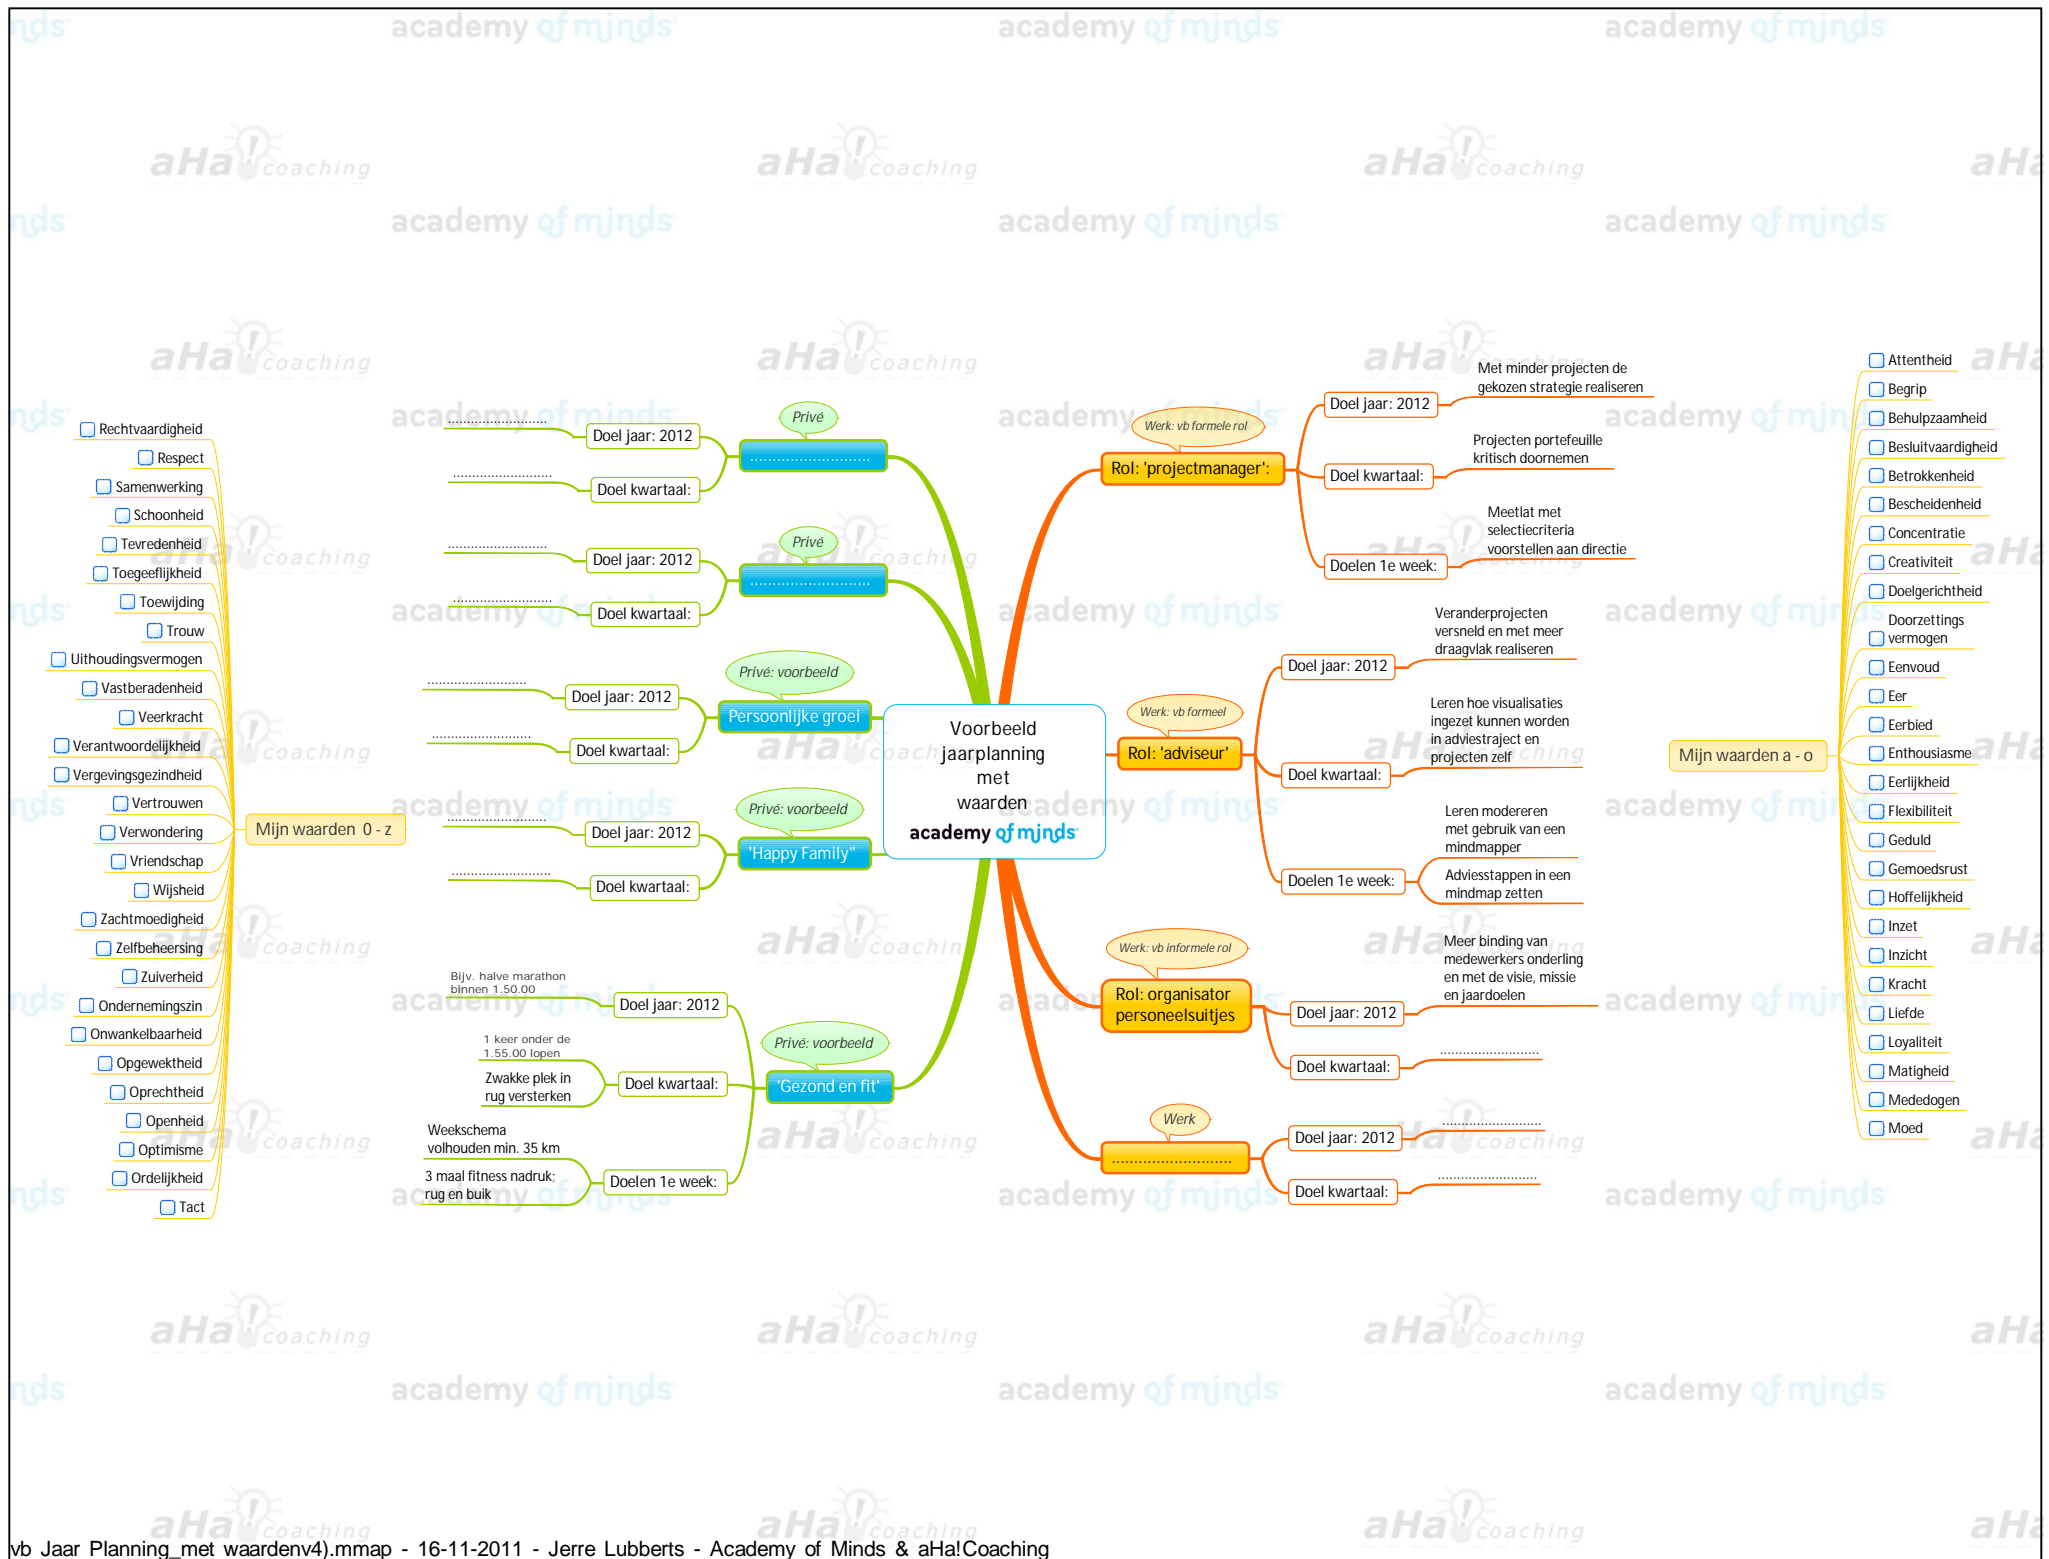 Voorbeeld
jaarplanning
met
waarden
academy of minds
Werk: vb formele rol
Rol: 'projectmanager':
Doel jaar: 2012
Met minder projecten de
gekozen strategie realiseren
Doel kwartaal:
Projecten portefeuille
kritisch doornemen
Doelen 1e week:
Meetlat met
selectiecriteria
voorstellen aan directie
Werk: vb formeel
Rol: 'adviseur'
Doel jaar: 2012
Veranderprojecten
versneld en met meer
draagvlak realiseren
Doel kwartaal:
Leren hoe visualisaties
ingezet kunnen worden
in adviestraject en
projecten zelf
Doelen 1e week:
Leren modereren
met gebruik van een
mindmapper
Adviesstappen in een
mindmap zetten
Werk: vb informele rol
Rol: organisator
personeelsuitjes
Doel jaar: 2012
Meer binding van
medewerkers onderling
en met de visie, missie
en jaardoelen
Doel kwartaal:
...........................
Werk
...........................
Doel jaar: 2012
...........................
Doel kwartaal:
...........................
Privé
...........................
Doel jaar: 2012
...........................
Doel kwartaal:
...........................
Privé
...........................
Doel jaar: 2012
...........................
Doel kwartaal:
...........................
Privé: voorbeeld
Persoonlijke groei
Doel jaar: 2012
...........................
Doel kwartaal:
...........................
Privé: voorbeeld
'Happy Family"
Doel jaar: 2012
...........................
Doel kwartaal:
...........................
Privé: voorbeeld
'Gezond en fit'
Doel jaar: 2012
Bijv. halve marathon
binnen 1.50.00
Doel kwartaal:
1 keer onder de
1.55.00 lopen
Zwakke plek in
rug versterken
Doelen 1e week:
Weekschema
volhouden min. 35 km
3 maal fitness nadruk;
rug en buik
Mijn waarden a - o
Attentheid
Begrip
Behulpzaamheid
Besluitvaardigheid
Betrokkenheid
Bescheidenheid
Concentratie
Creativiteit
Doelgerichtheid
Doorzettings
vermogen
Eenvoud
Eer
Eerbied
Enthousiasme
Eerlijkheid
Flexibiliteit
Geduld
Gemoedsrust
Hoffelijkheid
Inzet
Inzicht
Kracht
Liefde
Loyaliteit
Matigheid
Mededogen
Moed
Mijn waarden 0 - z
Rechtvaardigheid
Respect
Samenwerking
Schoonheid
Tevredenheid
Toegeeflijkheid
Toewijding
Trouw
Uithoudingsvermogen
Vastberadenheid
Veerkracht
Verantwoordelijkheid
Vergevingsgezindheid
Vertrouwen
Verwondering
Vriendschap
Wijsheid
Zachtmoedigheid
Zelfbeheersing
Zuiverheid
Ondernemingszin
Onwankelbaarheid
Opgewektheid
Oprechtheid
Openheid
Optimisme
Ordelijkheid
Tact
aHa! coaching
academy of minds
vb Jaar Planning_met waardenv4).mmap - 16-11-2011 - Jerre Lubberts - Academy of Minds & aHa!Coaching